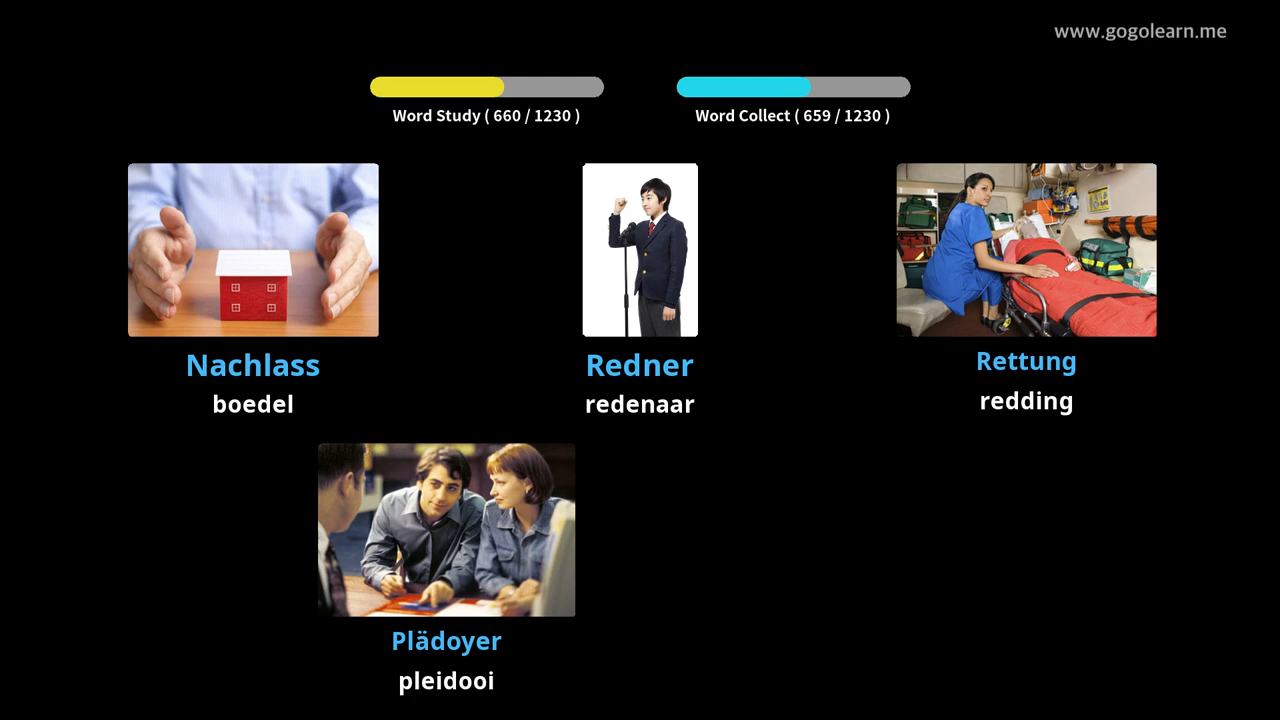 www.gogolearn.me
Word Study ( 660 / 1230 )
Word Collect ( 659 / 1230 )
Nachlass
boedel
Redner
redenaar
Rettung
redding
Plädoyer
pleidooi